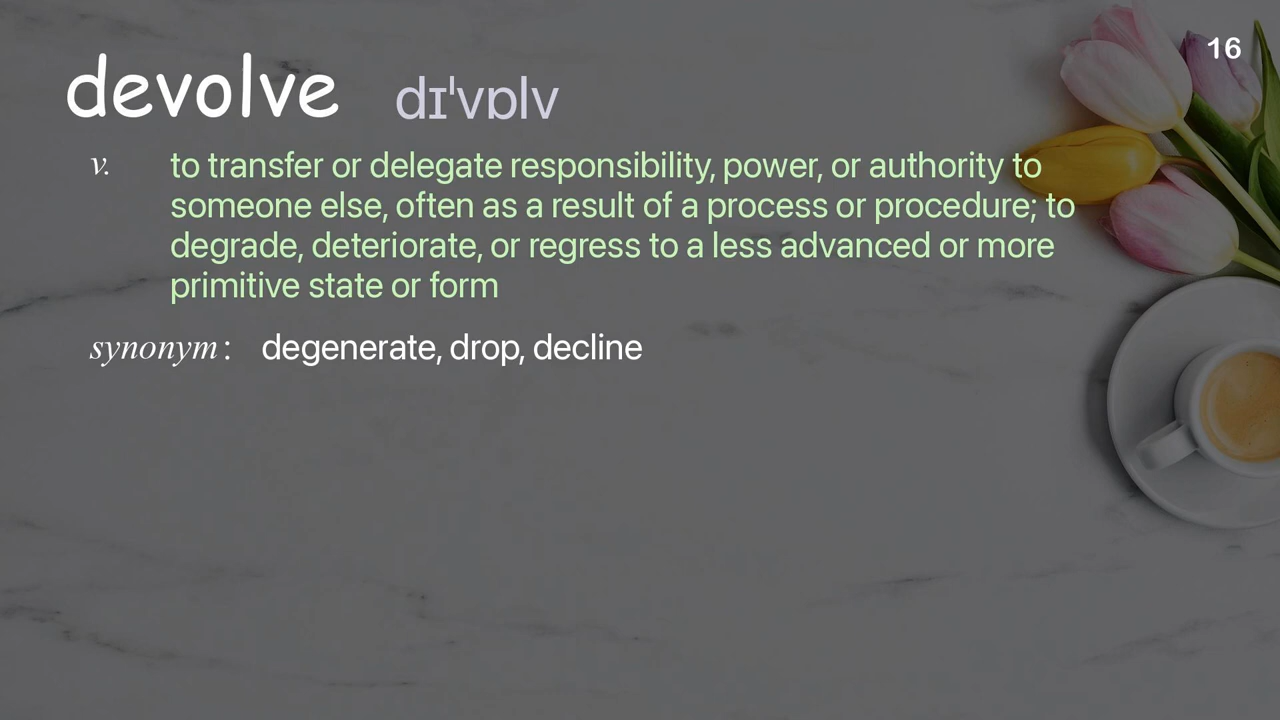 16
devolve dɪˈvɒlv
v. to transfer or delegate responsibility, power, or authority to
someone else, often as a result of a process or procedure; to
degrade, deteriorate, or regress to a less advanced or more
primitive state or form
synonym: degenerate, drop, decline